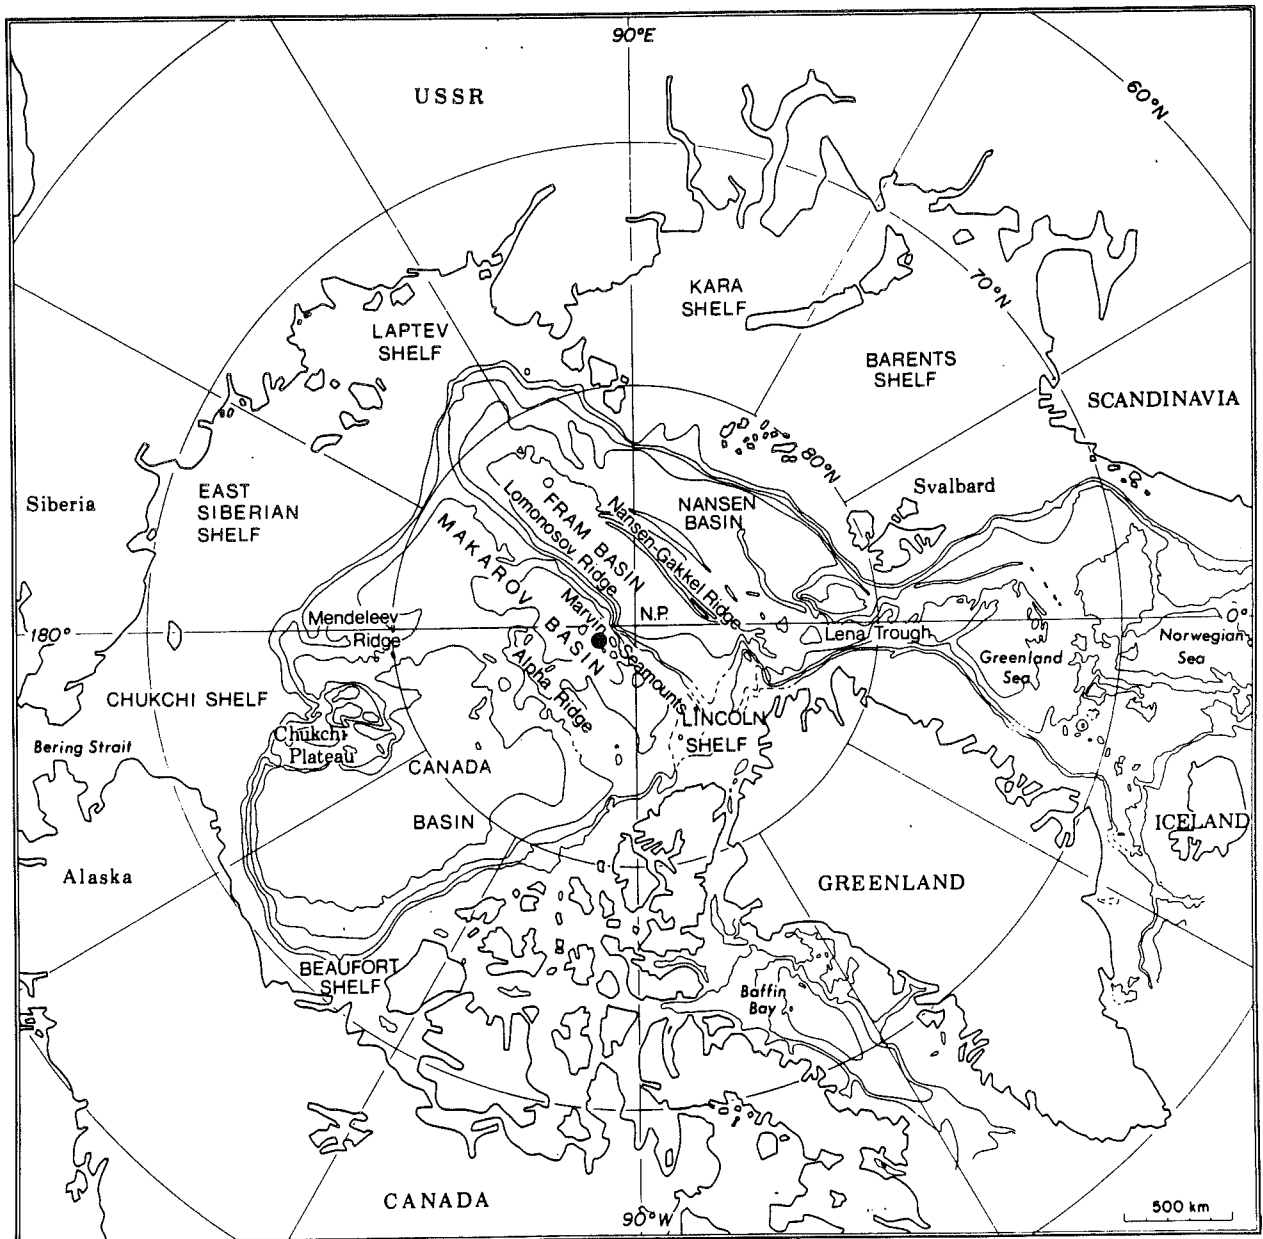 90°E
60°N
USSR
70°N
KARA
SHELF
LAPTEV
SHELF
BARENTS
SHELF
SCANDINAVIA
80°N
Siberia
EAST
SIBERIAN
SHELF
Svalbard
NANSEN
BASIN
FRAM BASIN
Lomonosov Ridge
Nansen-Gakkel Ridge
MAKAROV BASIN
Marvin Seamounts
N.P.
Mendeleev
Ridge
180°
0°
Lena Trough
Norwegian
Sea
Greenland
Sea
Alpha Ridge
CHUKCHI SHELF
LINCOLN
SHELF
Bering Strait
Chukchi
Plateau
CANADA
BASIN
ICELAND
Alaska
GREENLAND
BEAUFORT
SHELF
Baffin
Bay
CANADA
90°W
500 km